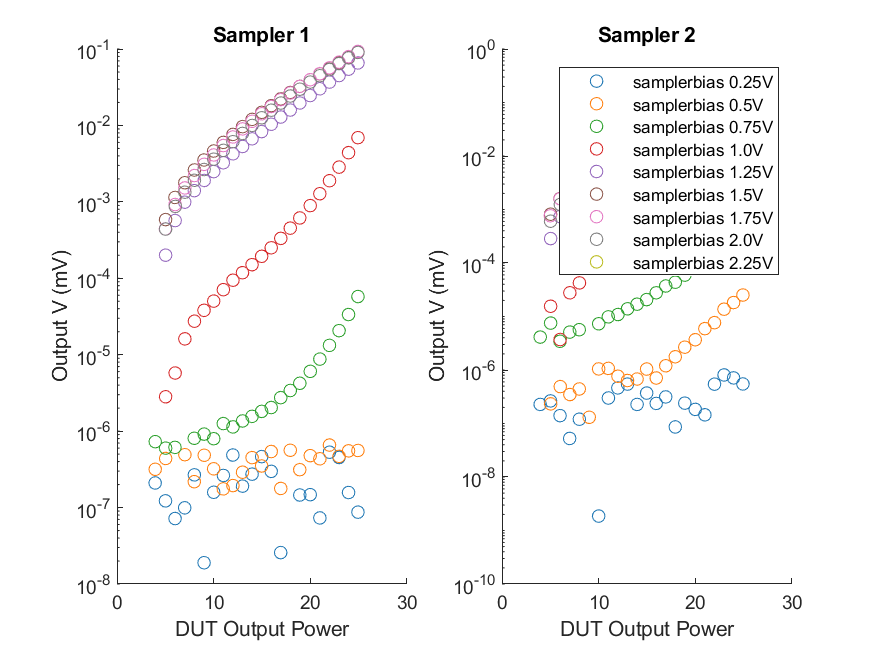 Sampler 1
Sampler 2
10^-1
10^-2
10^-3
10^-4
10^-5
10^-6
10^-7
10^-8
Output V (mV)
0
10
20
30
DUT Output Power
10^0
10^-2
10^-4
10^-6
10^-8
10^-10
Output V (mV)
samplerbias 0.25V
samplerbias 0.5V
samplerbias 0.75V
samplerbias 1.0V
samplerbias 1.25V
samplerbias 1.5V
samplerbias 1.75V
samplerbias 2.0V
samplerbias 2.25V
0
10
20
30
DUT Output Power